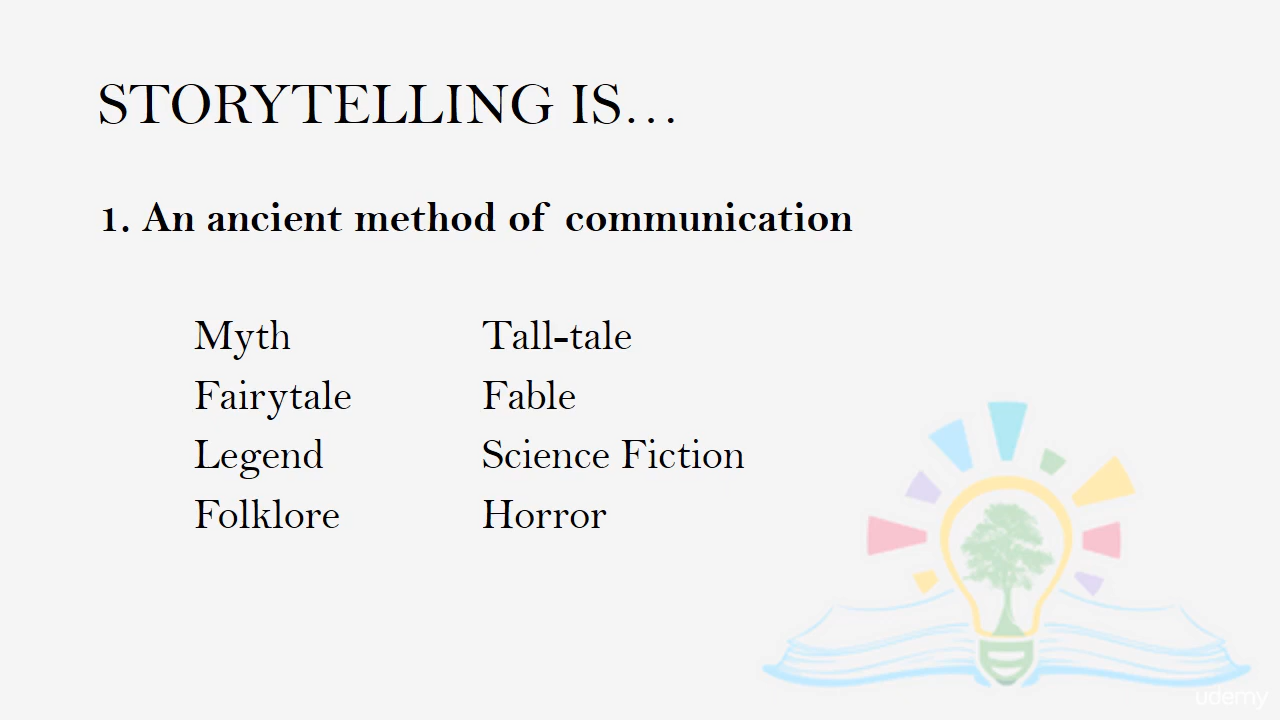 STORYTELLING IS...
1. An ancient method of communication
Myth
Fairytale
Legend
Folklore
Tall-tale
Fable
Science Fiction
Horror
udemy